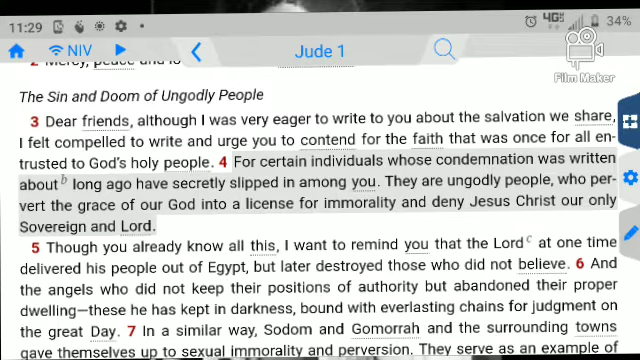 11:29 4G 34%
NIV Jude 1
Film Maker
2 Mercy, peace and lo
The Sin and Doom of Ungodly People
3 Dear friends, although I was very eager to write to you about the salvation we share,
I felt compelled to write and urge you to contend for the faith that was once for all en-
trusted to God's holy people. 4 For certain individuals whose condemnation was written
about b long ago have secretly slipped in among you. They are ungodly people, who per-
vert the grace of our God into a license for immorality and deny Jesus Christ our only
Sovereign and Lord.
5 Though you already know all this, I want to remind you that the Lord c at one time
delivered his people out of Egypt, but later destroyed those who did not believe. 6 And
the angels who did not keep their positions of authority but abandoned their proper
dwelling—these he has kept in darkness, bound with everlasting chains for judgment on
the great Day. 7 In a similar way, Sodom and Gomorrah and the surrounding towns
gave themselves up to sexual immorality and perversion. They serve as an example of